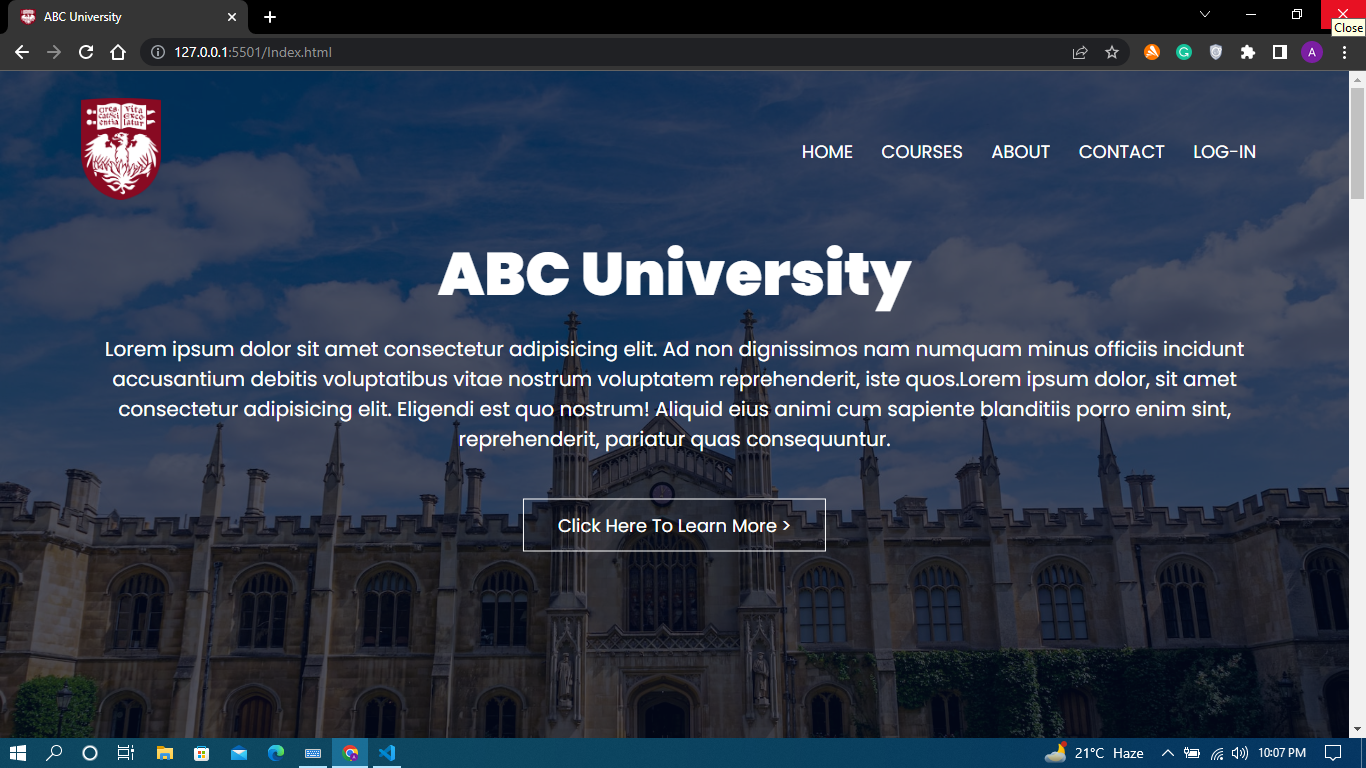 ABC University
Close
127.0.0.1:5501/Index.html
A
HOME COURSES ABOUT CONTACT LOG-IN
ABC University
Lorem ipsum dolor sit amet consectetur adipisicing elit. Ad non dignissimos nam numquam minus officiis incidunt
accusantium debitis voluptatibus vitae nostrum voluptatem reprehenderit, iste quos.Lorem ipsum dolor, sit amet
consectetur adipisicing elit. Eligendi est quo nostrum! Aliquid eius animi cum sapiente blanditiis porro enim sint,
reprehenderit, pariatur quas consequuntur.
Click Here To Learn More >
21°C Haze 10:07 PM